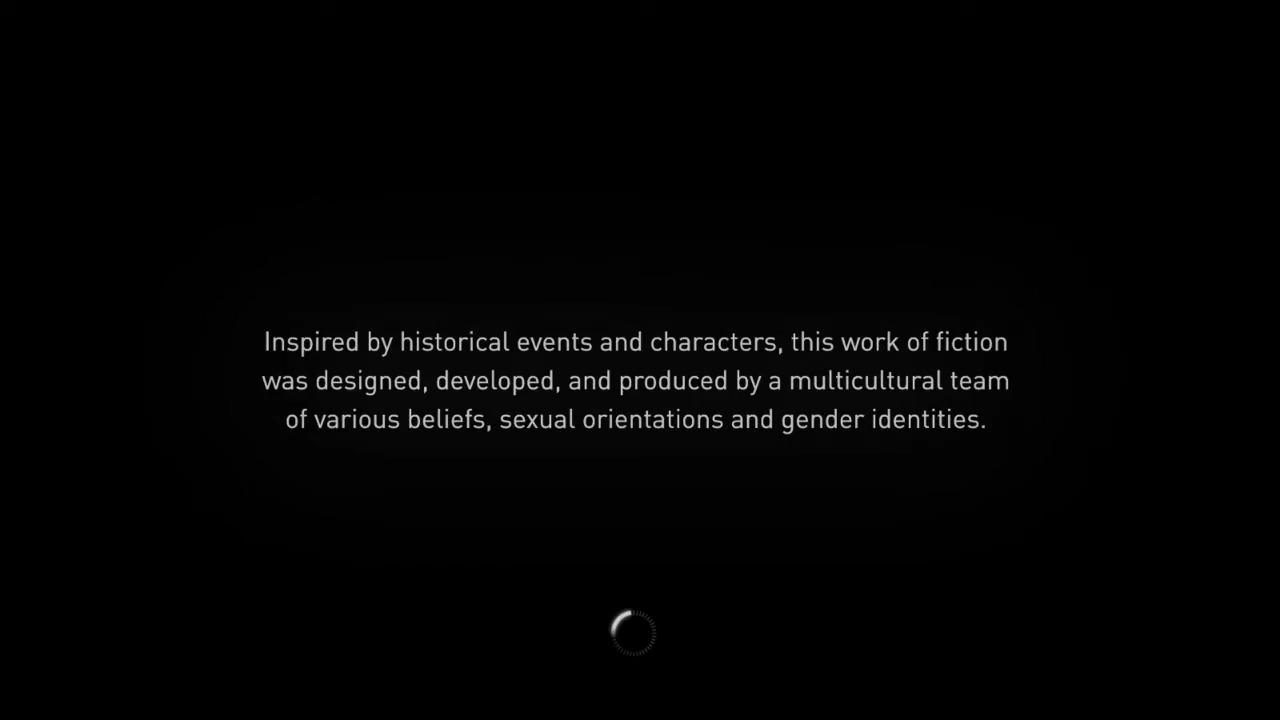 Inspired by historical events and characters, this work of fiction
was designed, developed, and produced by a multicultural team
of various beliefs, sexual orientations and gender identities.